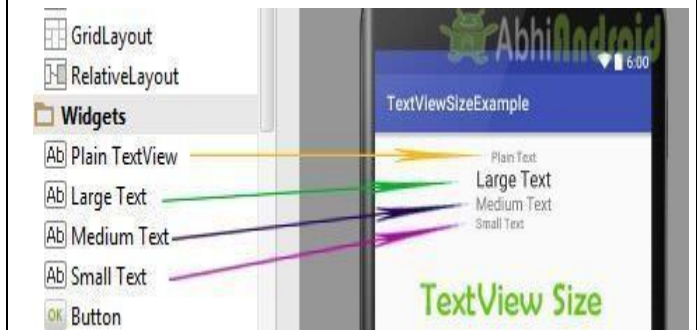 GridLayout
RelativeLayout
Widgets
Ab Plain TextView
Ab Large Text
Ab Medium Text
Ab Small Text
OK Button
AbhiAndroid
6:00
TextViewSizeExample
Plain Text
Large Text
Medium Text
Small Text
TextView Size